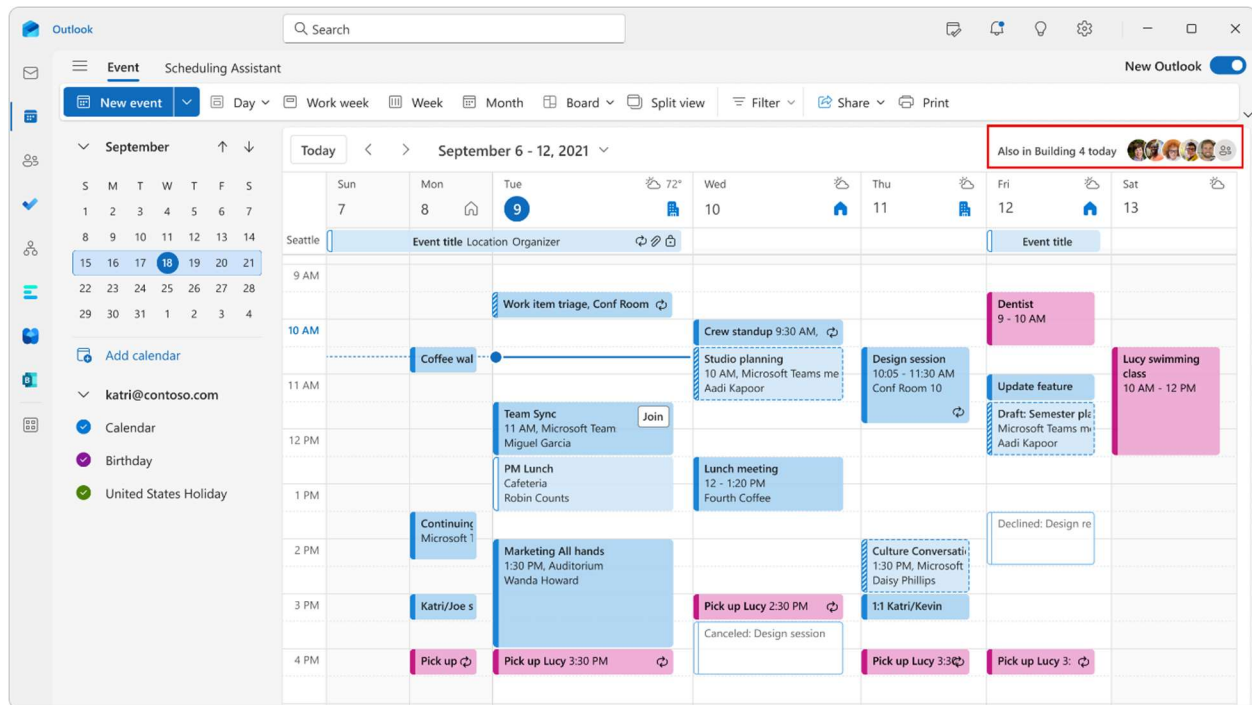 Outlook
Search
Event Scheduling Assistant
New Outlook
New event Day Work week Week Month Board Split view Filter Share Print
September
S M T W T F S
1 2 3 4 5 6 7
8 9 10 11 12 13 14
15 16 17 18 19 20 21
22 23 24 25 26 27 28
29 30 31 1 2 3 4
Add calendar
katri@contoso.com
Calendar
Birthday
United States Holiday
Today September 6 - 12, 2021
Also in Building 4 today
Sun Mon Tue 72° Wed Thu Fri Sat
7 8 9 10 11 12 13
Seattle Event title Location Organizer Event title
9 AM
10 AM
11 AM
12 PM
1 PM
2 PM
3 PM
4 PM
Coffee wal
Continuing
Microsoft T
Katri/Joe s
Pick up
Work item triage, Conf Room
Team Sync
11 AM, Microsoft Team
Miguel Garcia
Join
PM Lunch
Cafeteria
Robin Counts
Marketing All hands
1:30 PM, Auditorium
Wanda Howard
Pick up Lucy 3:30 PM
Crew standup 9:30 AM,
Studio planning
10 AM, Microsoft Teams me
Aadi Kapoor
Lunch meeting
12 - 1:20 PM
Fourth Coffee
Pick up Lucy 2:30 PM
Canceled: Design session
Design session
10:05 - 11:30 AM
Conf Room 10
Culture Conversati
1:30 PM, Microsoft
Daisy Phillips
1:1 Katri/Kevin
Pick up Lucy 3:30
Dentist
9 - 10 AM
Update feature
Draft: Semester pla
Microsoft Teams m
Aadi Kapoor
Declined: Design re
Pick up Lucy 3:
Lucy swimming
class
10 AM - 12 PM